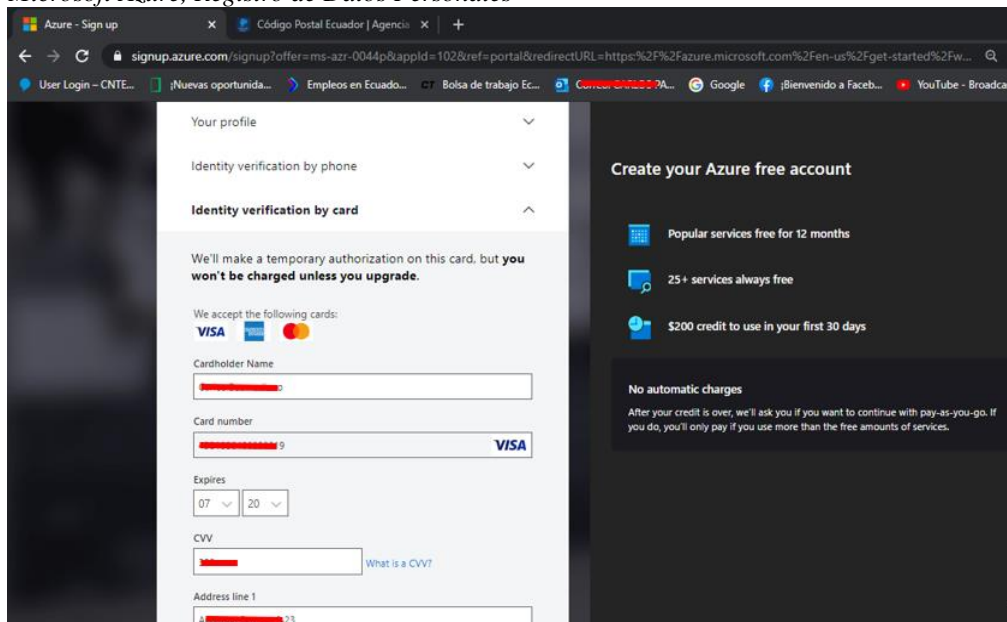 Microsoft Azure, Registro de Datos Personales
Azure - Sign up
Código Postal Ecuador | Agencia
signup.azure.com/signup?offer=ms-azr-0044p&appId=102&ref=portal&redirectURL=https:%2F%2Fazure.microsoft.com%2Fen-us%2Fget-started%2Fw...
User Login – CNTE...
¡Nuevas oportunida...
Empleos en Ecuado...
CT Bolsa de trabajo Ec...
Google
¡Bienvenido a Faceb...
YouTube - Broadca
Your profile
Identity verification by phone
Identity verification by card
We'll make a temporary authorization on this card, but you
won't be charged unless you upgrade.
We accept the following cards:
VISA
Cardholder Name
Card number
VISA
Expires
07 20
CVV
What is a CVV?
Address line 1
Create your Azure free account
Popular services free for 12 months
25+ services always free
$200 credit to use in your first 30 days
No automatic charges
After your credit is over, we'll ask you if you want to continue with pay-as-you-go. If
you do, you'll only pay if you use more than the free amounts of services.